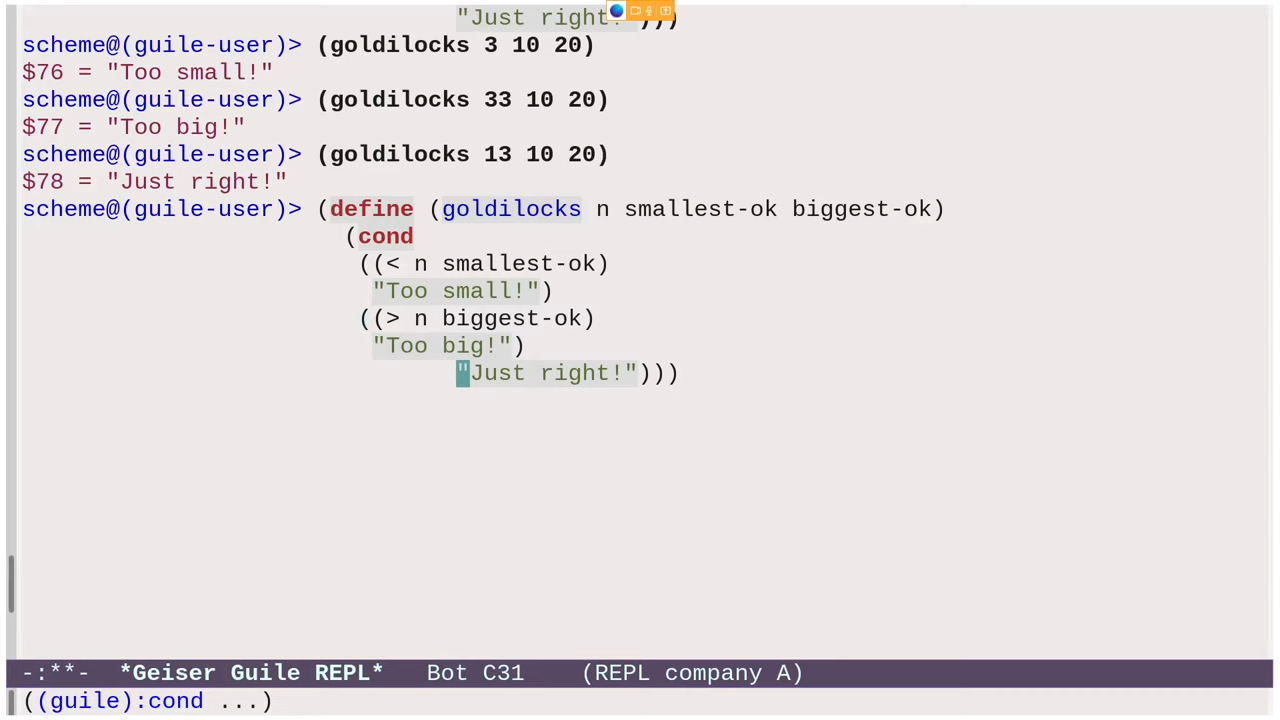 "Just right!")))
scheme@(guile-user)> (goldilocks 3 10 20)
$76 = "Too small!"
scheme@(guile-user)> (goldilocks 33 10 20)
$77 = "Too big!"
scheme@(guile-user)> (goldilocks 13 10 20)
$78 = "Just right!"
scheme@(guile-user)> (define (goldilocks n smallest-ok biggest-ok)
(cond
((< n smallest-ok)
"Too small!")
((> n biggest-ok)
"Too big!")
"Just right!")))
-:**-  *Geiser Guile REPL*   Bot C31    (REPL company A)
((guile):cond ...)